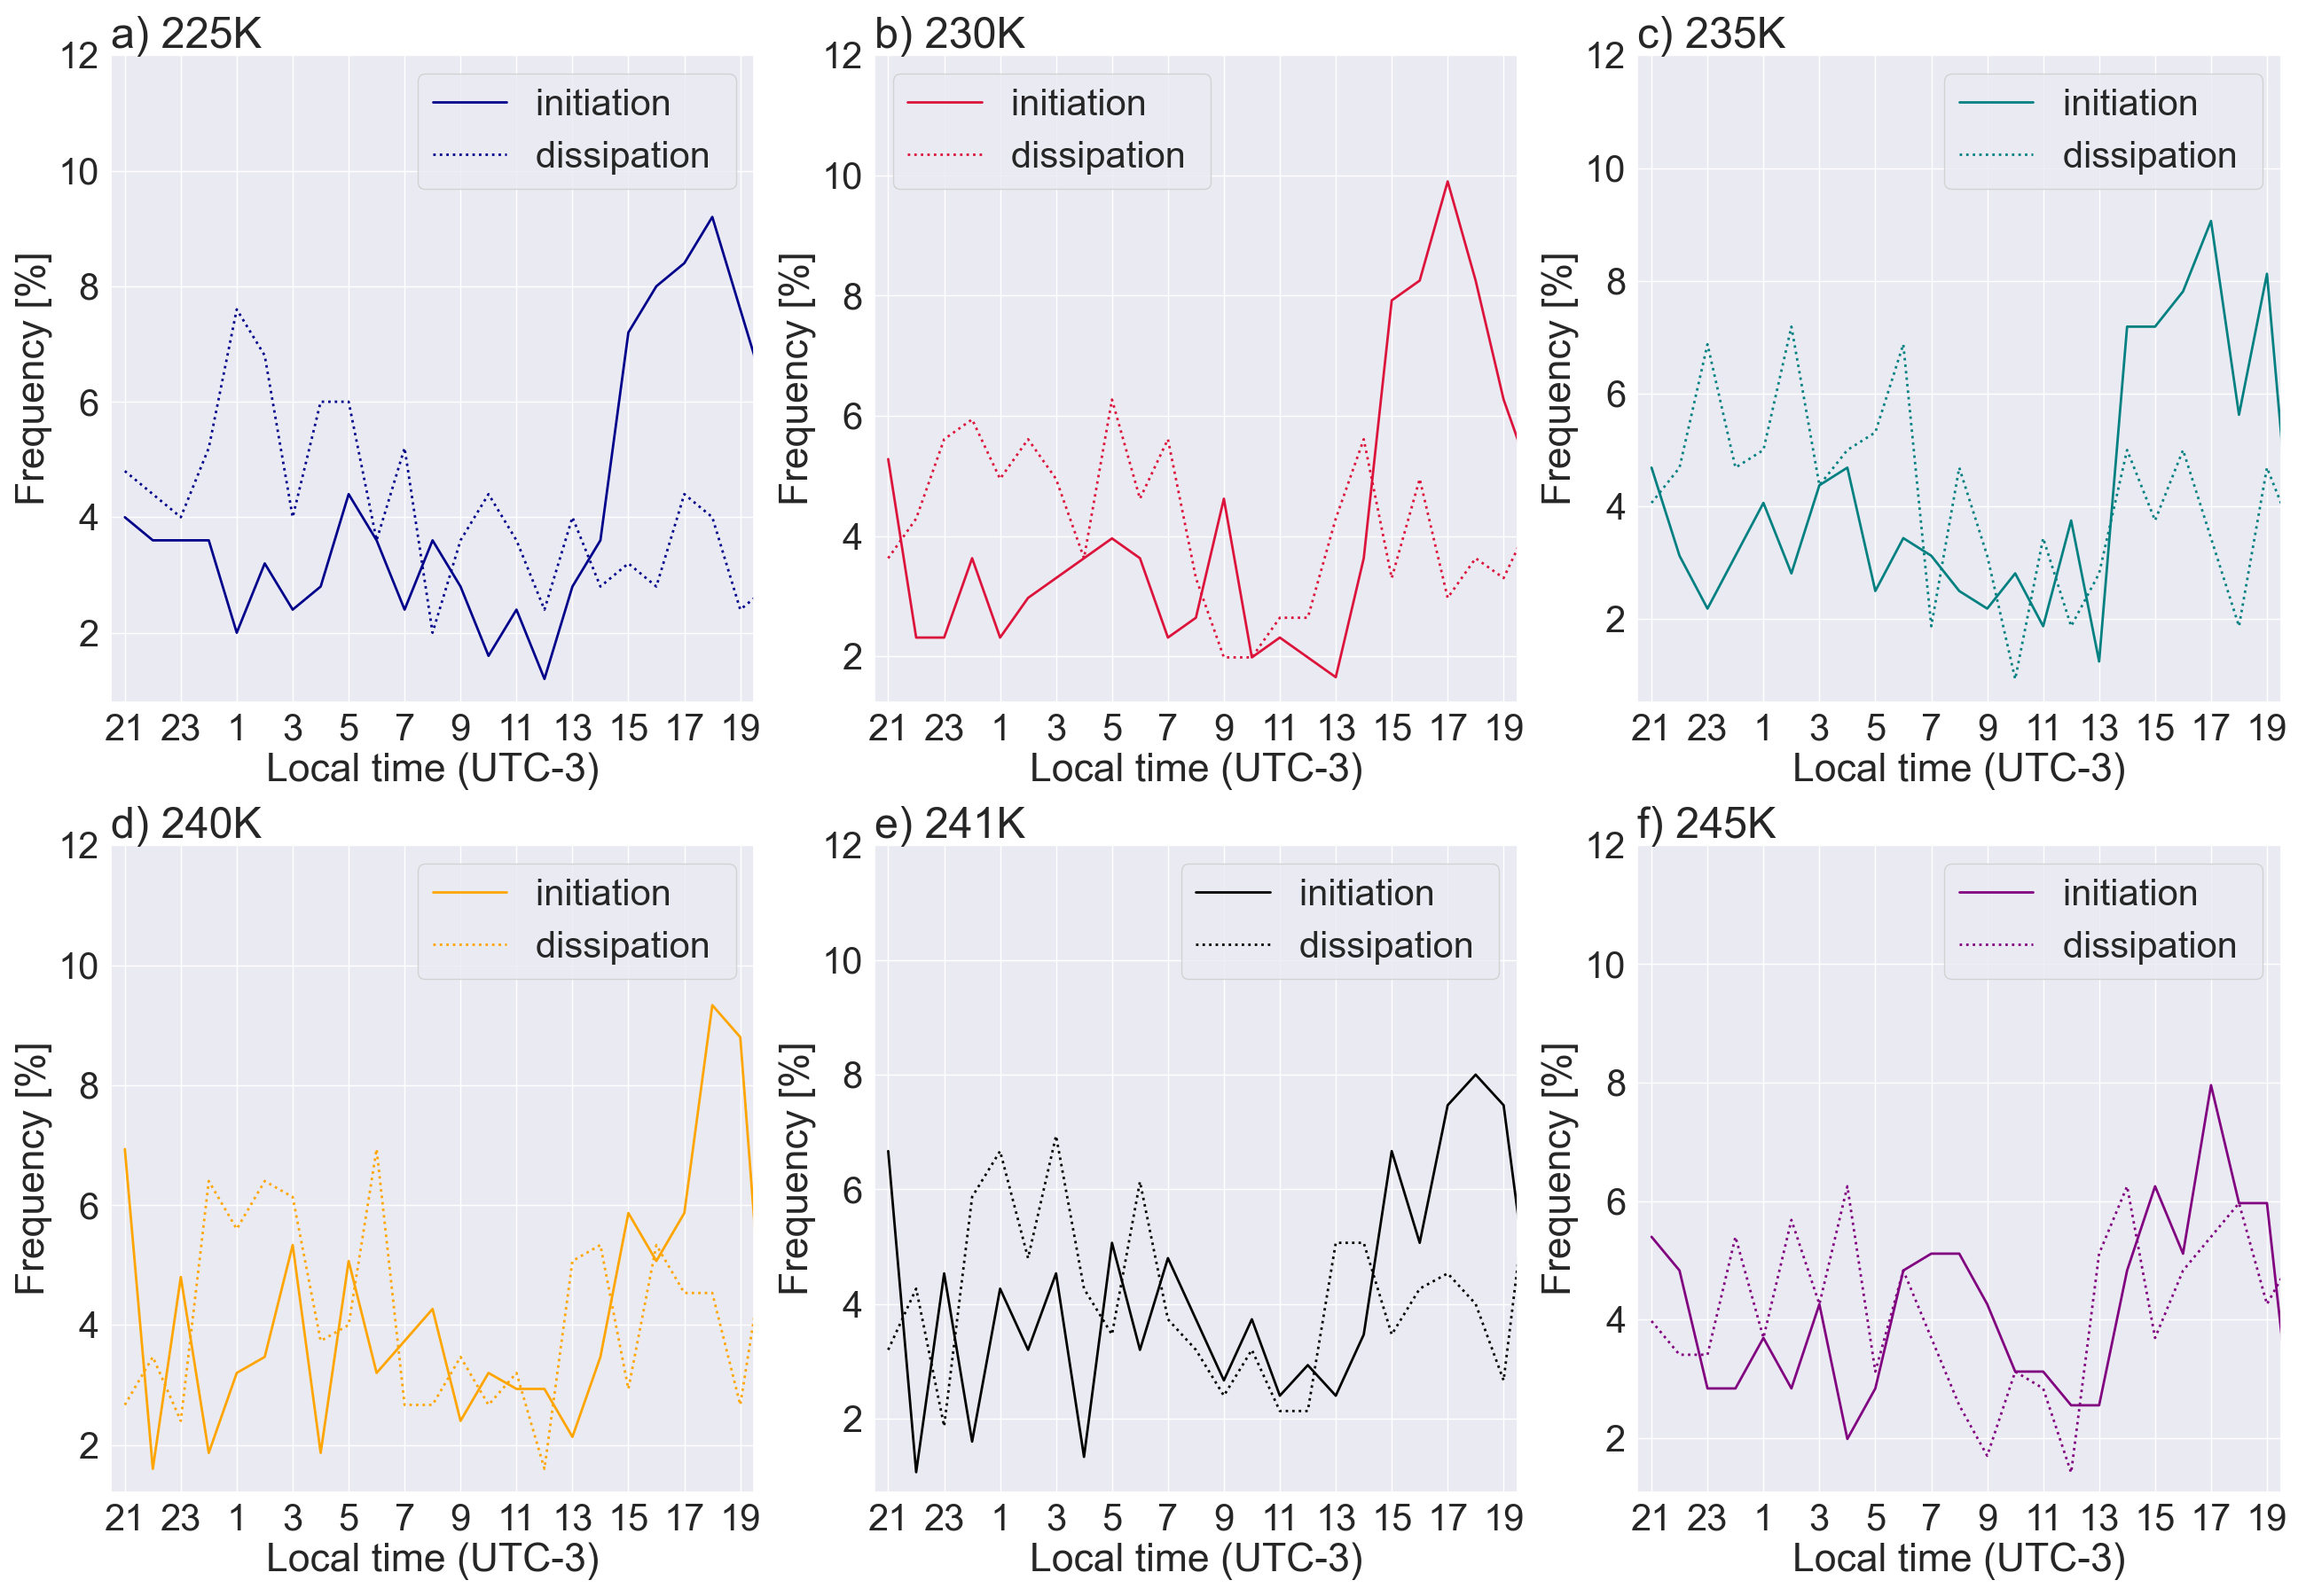 a) 225K
12
10
8
6
4
2
Frequency [%]
initiation
dissipation
21 23 1 3 5 7 9 11 13 15 17 19
Local time (UTC-3)
b) 230K
12
10
8
6
4
2
Frequency [%]
initiation
dissipation
21 23 1 3 5 7 9 11 13 15 17 19
Local time (UTC-3)
c) 235K
12
10
8
6
4
2
Frequency [%]
initiation
dissipation
21 23 1 3 5 7 9 11 13 15 17 19
Local time (UTC-3)
d) 240K
12
10
8
6
4
2
Frequency [%]
initiation
dissipation
21 23 1 3 5 7 9 11 13 15 17 19
Local time (UTC-3)
e) 241K
12
10
8
6
4
2
Frequency [%]
initiation
dissipation
21 23 1 3 5 7 9 11 13 15 17 19
Local time (UTC-3)
f) 245K
12
10
8
6
4
2
Frequency [%]
initiation
dissipation
21 23 1 3 5 7 9 11 13 15 17 19
Local time (UTC-3)